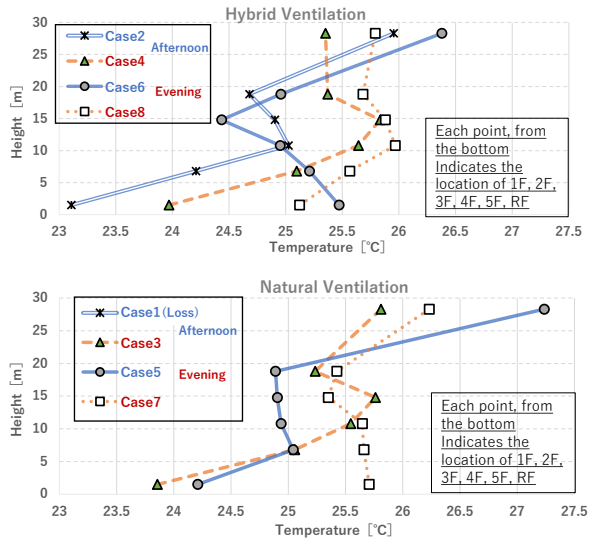 Hybrid Ventilation
30
25
20
15
10
5
0
Height [m]
Case2
Afternoon
Case4
Case6
Evening
Case8
Each point, from
the bottom
Indicates the
location of 1F, 2F,
3F, 4F, 5F, RF
23 23.5 24 24.5 25 25.5 26 26.5 27 27.5
Temperature [℃]
Natural Ventilation
30
25
20
15
10
5
0
Height [m]
Case1(Loss)
Afternoon
Case3
Case5
Evening
Case7
Each point, from
the bottom
Indicates the
location of 1F, 2F,
3F, 4F, 5F, RF
23 23.5 24 24.5 25 25.5 26 26.5 27 27.5
Temperature [℃]